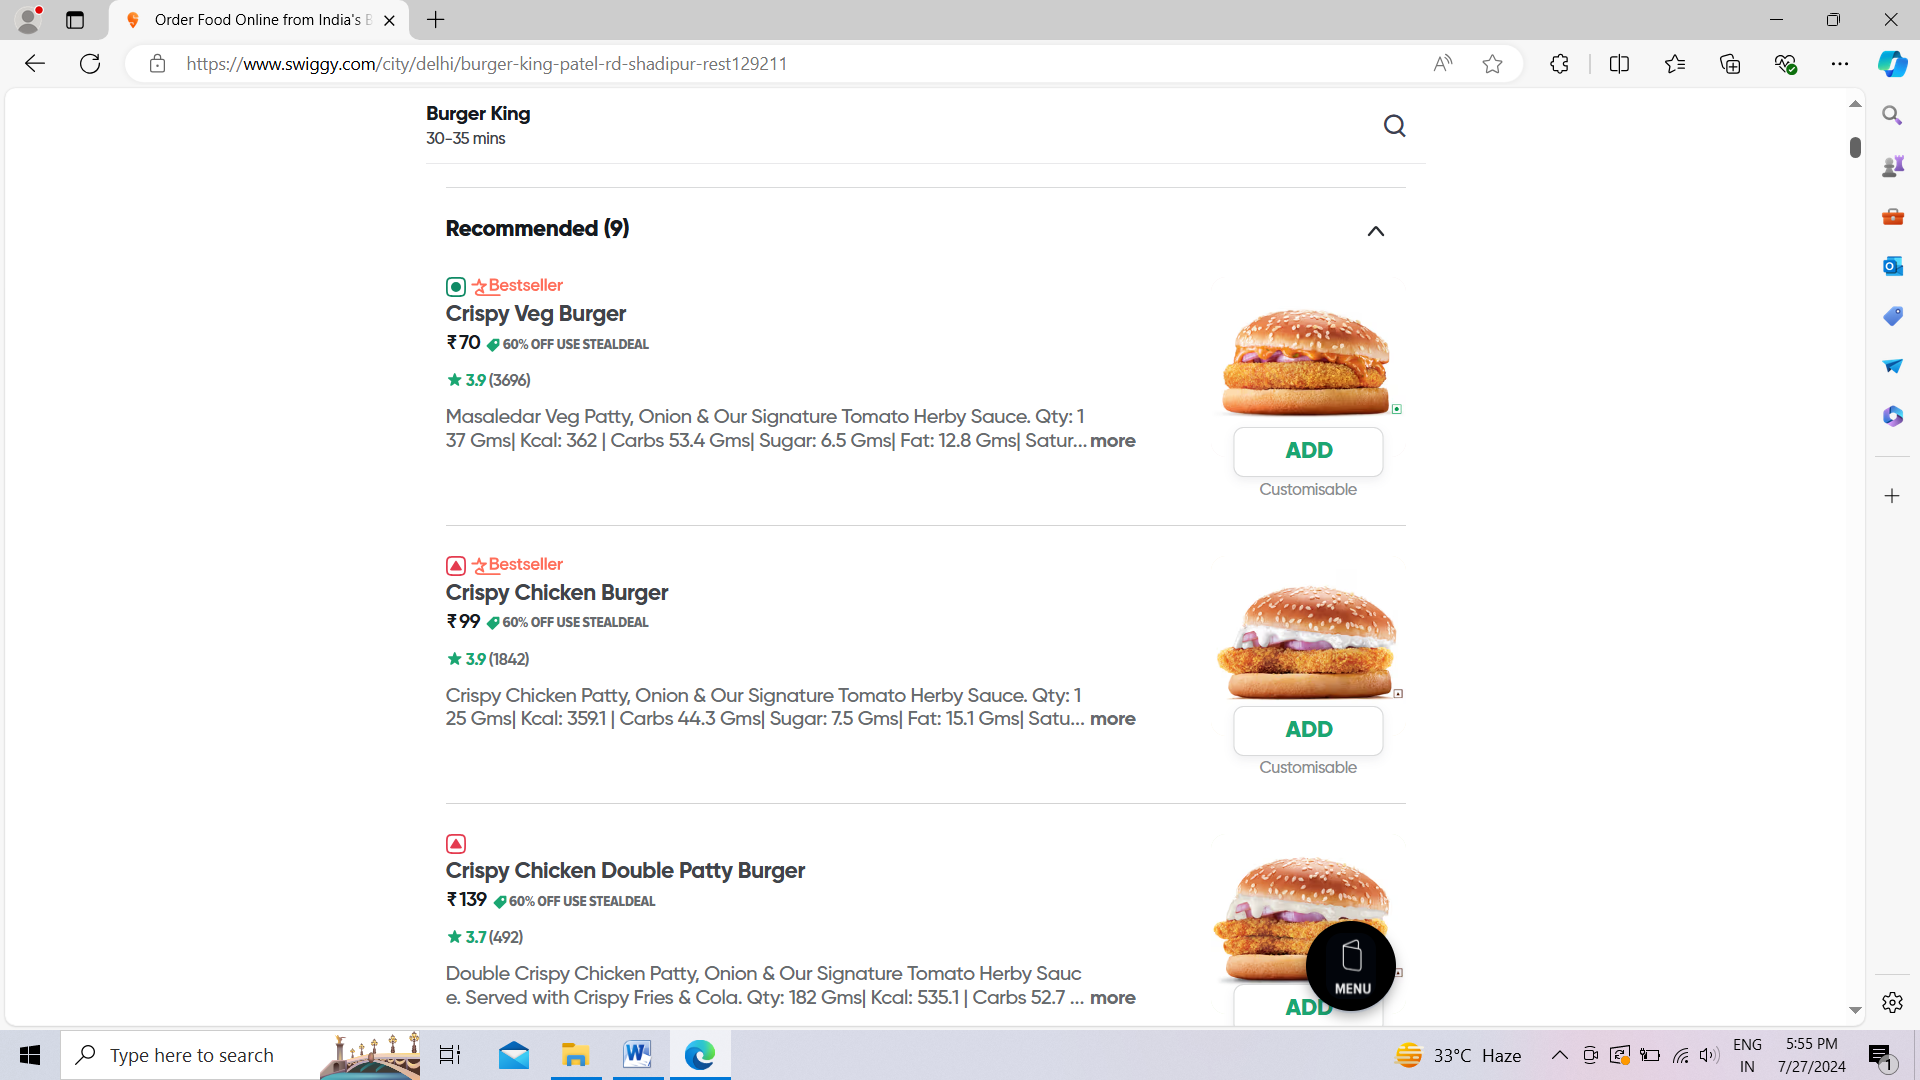 Order Food Online from India's B
https://www.swiggy.com/city/delhi/burger-king-patel-rd-shadipur-rest129211
Burger King
30-35 mins
Recommended (9)
Bestseller
Crispy Veg Burger
₹70 60% OFF USE STEALDEAL
3.9 (3696)
Masaledar Veg Patty, Onion & Our Signature Tomato Herby Sauce. Qty: 1
37 Gms| Kcal: 362 | Carbs 53.4 Gms| Sugar: 6.5 Gms| Fat: 12.8 Gms| Satur... more
ADD
Customisable
Bestseller
Crispy Chicken Burger
₹99 60% OFF USE STEALDEAL
3.9 (1842)
Crispy Chicken Patty, Onion & Our Signature Tomato Herby Sauce. Qty: 1
25 Gms| Kcal: 359.1 | Carbs 44.3 Gms| Sugar: 7.5 Gms| Fat: 15.1 Gms| Satu... more
ADD
Customisable
Crispy Chicken Double Patty Burger
₹139 60% OFF USE STEALDEAL
3.7 (492)
Double Crispy Chicken Patty, Onion & Our Signature Tomato Herby Sauc
e. Served with Crispy Fries & Cola. Qty: 182 Gms| Kcal: 535.1 | Carbs 52.7 ... more
ADD
MENU
Type here to search
33°C Haze
ENG
IN
5:55 PM
7/27/2024
1